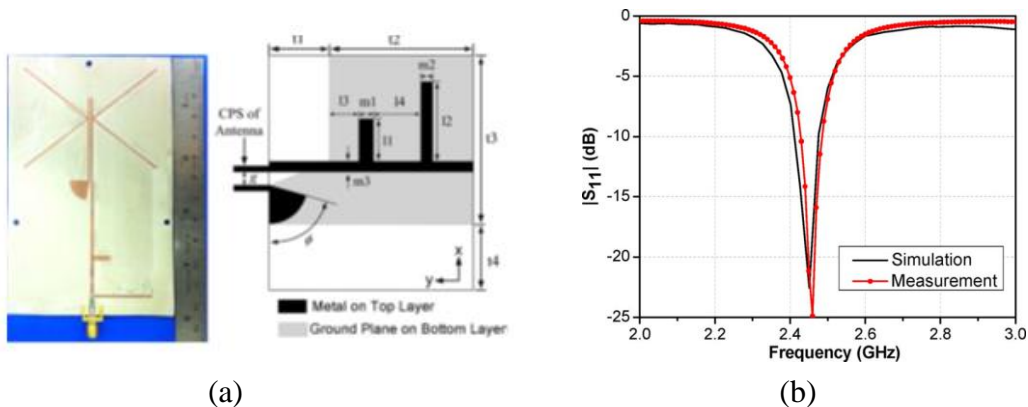 t1
t2
m2
l3
m1
l4
l2
l1
t3
CPS of
Antenna
g
m3
ϕ
t4
x
y
Metal on Top Layer
Ground Plane on Bottom Layer
(a)
0
-5
-10
-15
-20
-25
|S11| (dB)
Simulation
Measurement
2.0
2.2
2.4
2.6
2.8
3.0
Frequency (GHz)
(b)